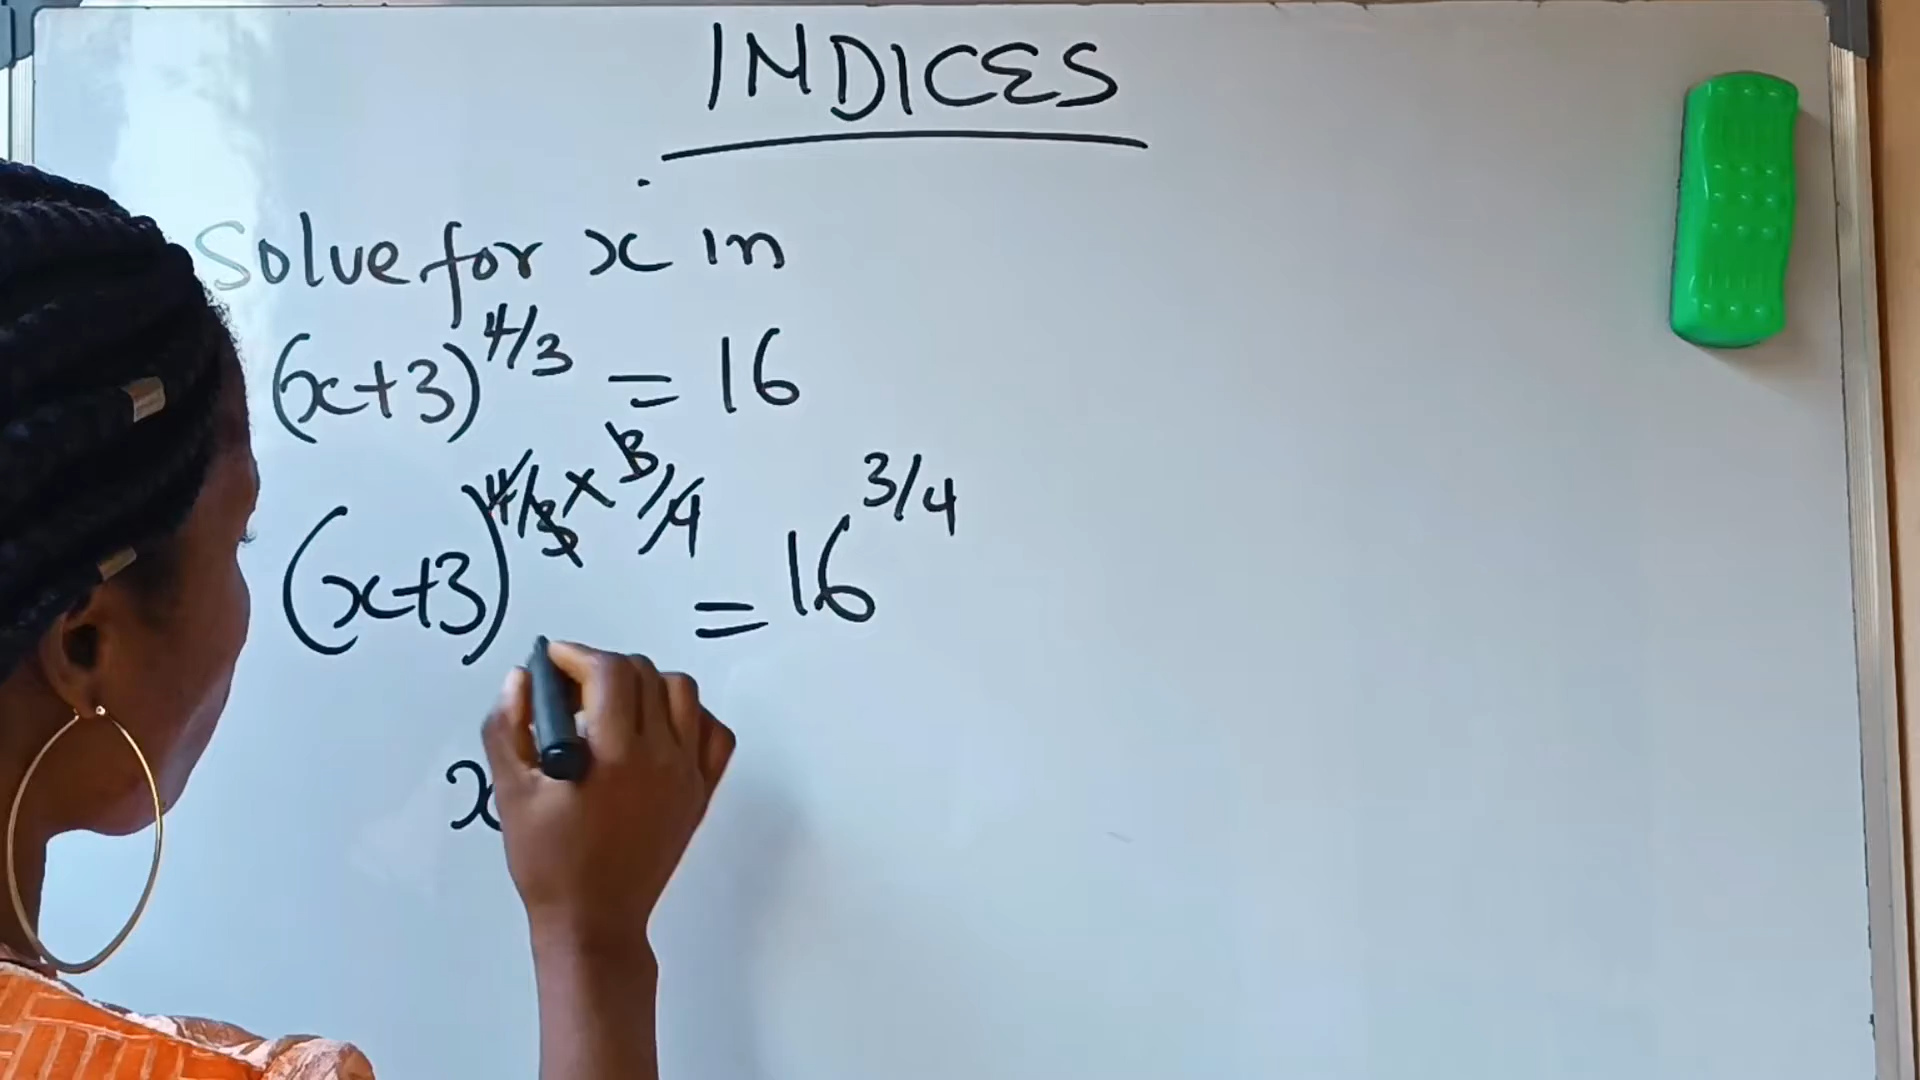 INDICES
Solve for x in
(x+3)^4/3 = 16
(x+3)^4/3 × 3/4 = 16^3/4
x